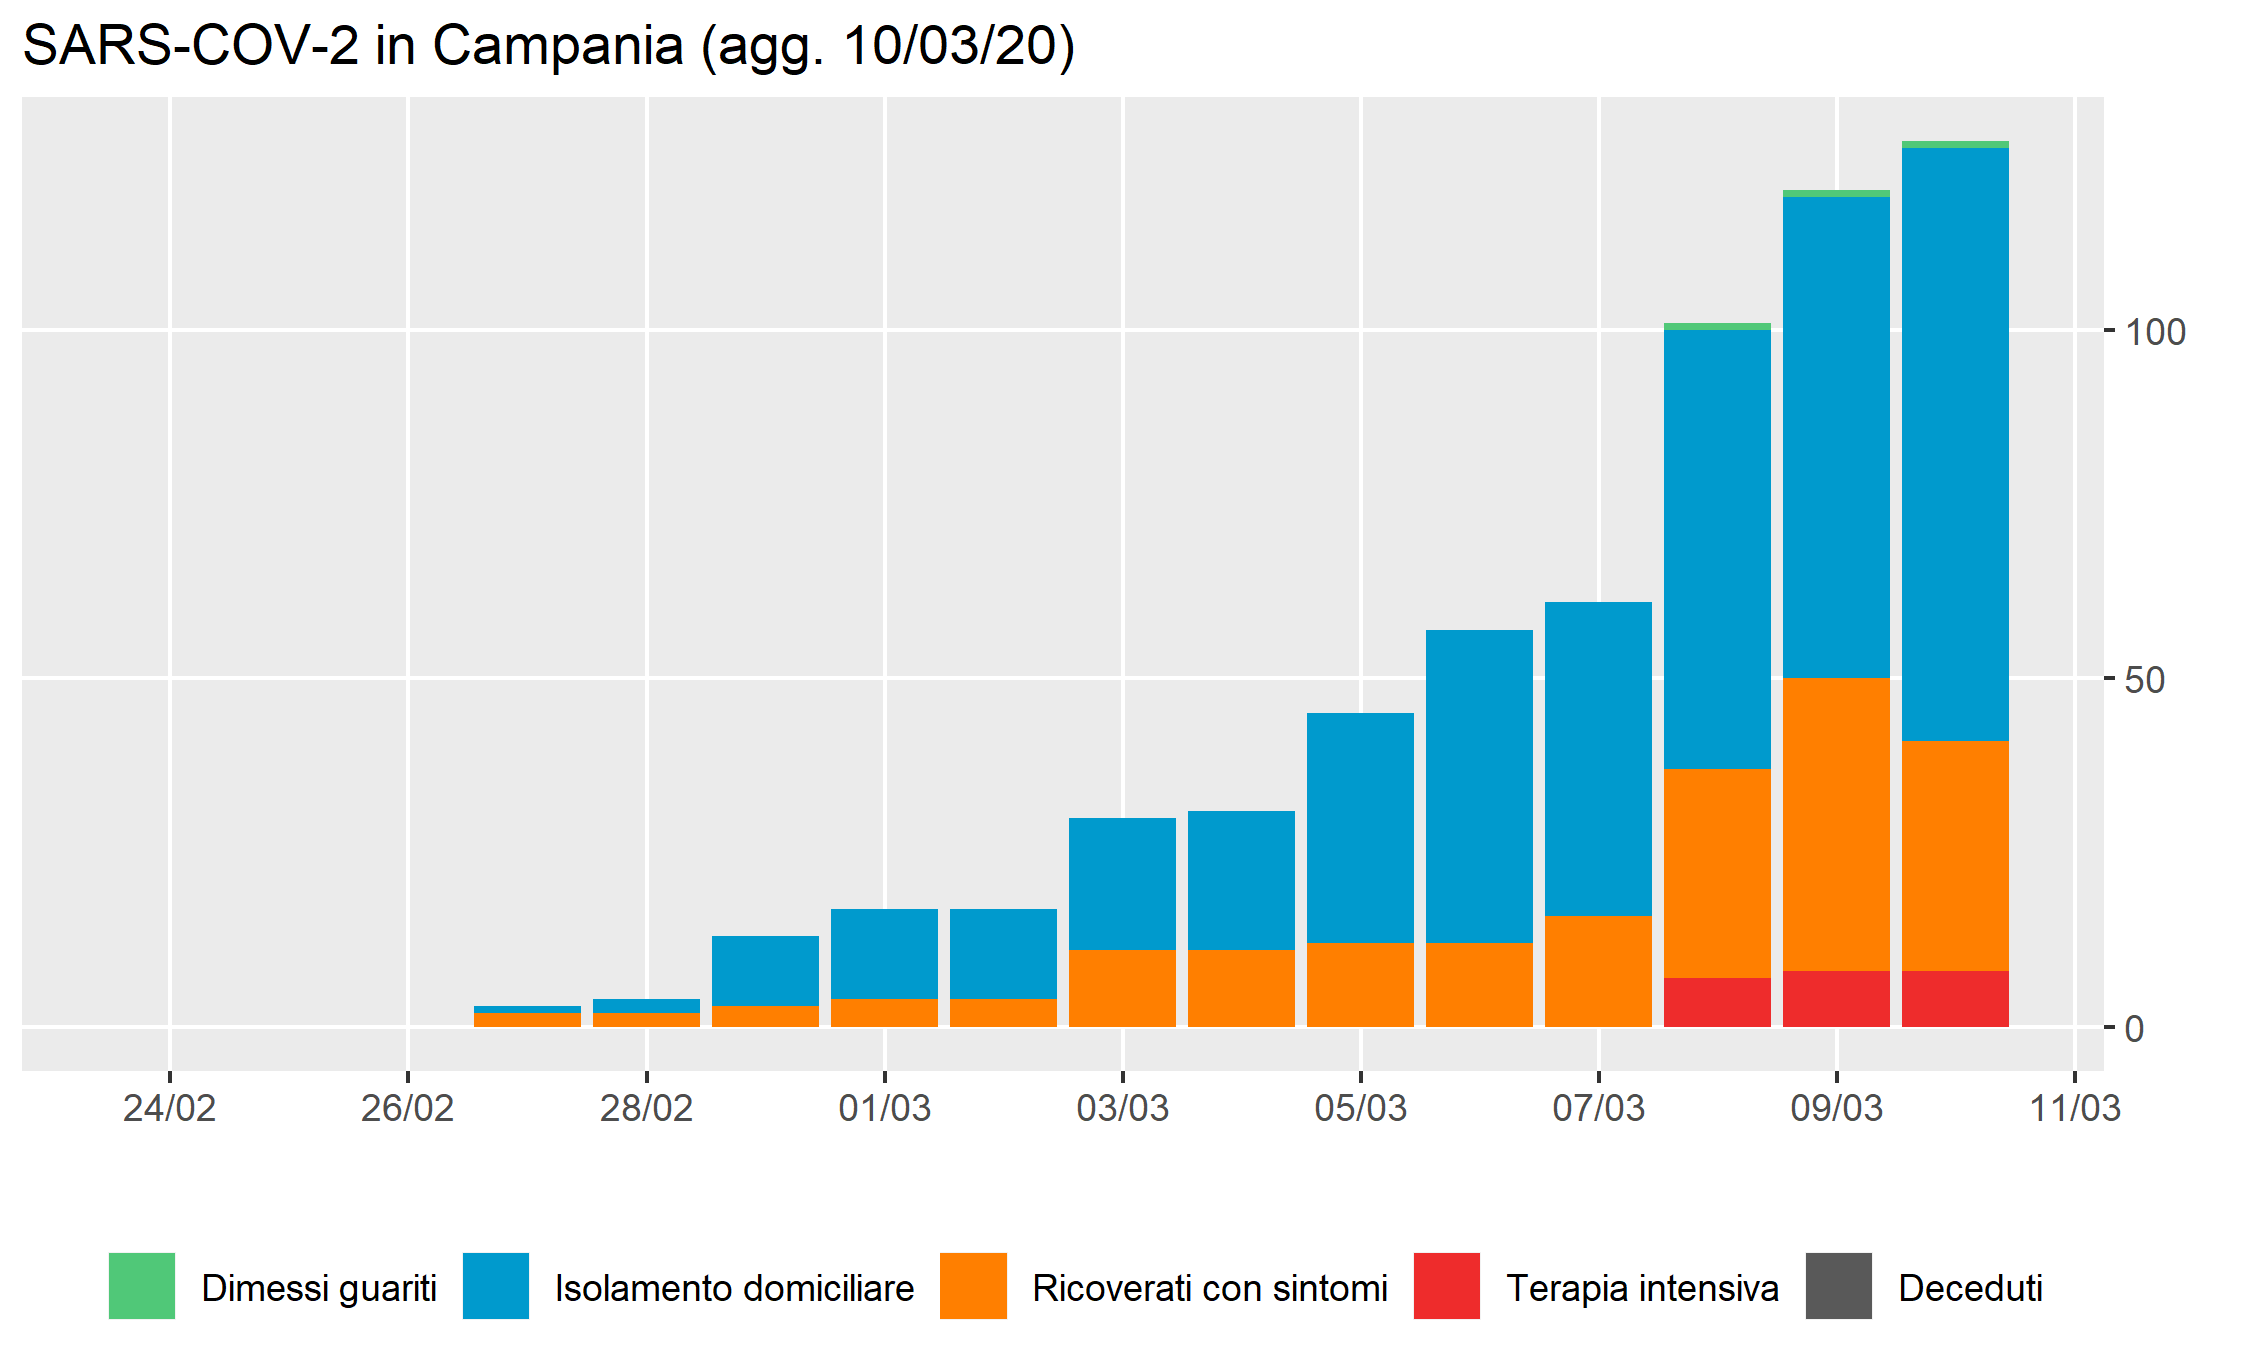 SARS-COV-2 in Campania (agg. 10/03/20)
100
50
0
24/02 26/02 28/02 01/03 03/03 05/03 07/03 09/03 11/03
Dimessi guariti Isolamento domiciliare Ricoverati con sintomi Terapia intensiva Deceduti